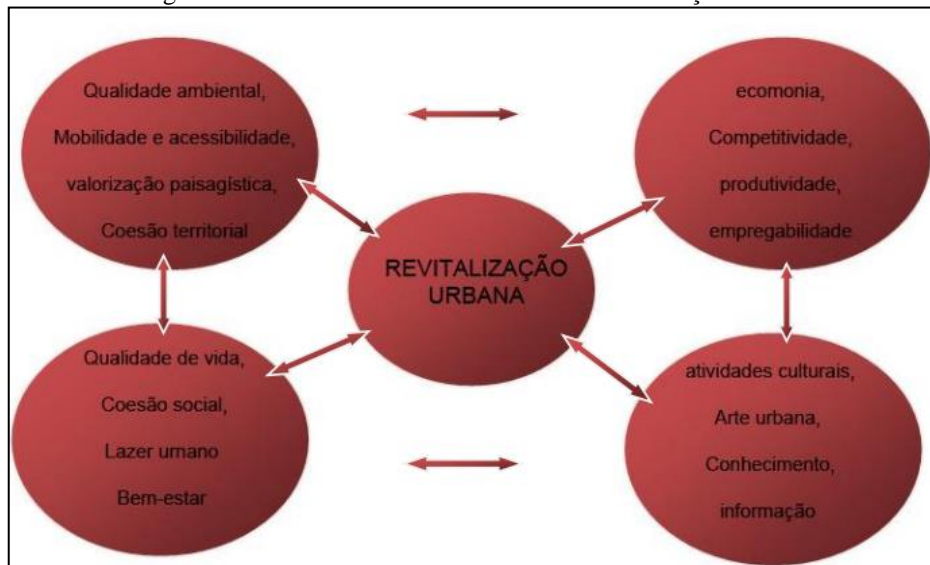 Qualidade ambiental,
Mobilidade e acessibilidade,
valorização paisagística,
Coesão territorial
ecomonia,
Competitividade,
produtividade,
empregabilidade
REVITALIZAÇÃO
URBANA
Qualidade de vida,
Coesão social,
Lazer umano
Bem-estar
atividades culturais,
Arte urbana,
Conhecimento,
informação